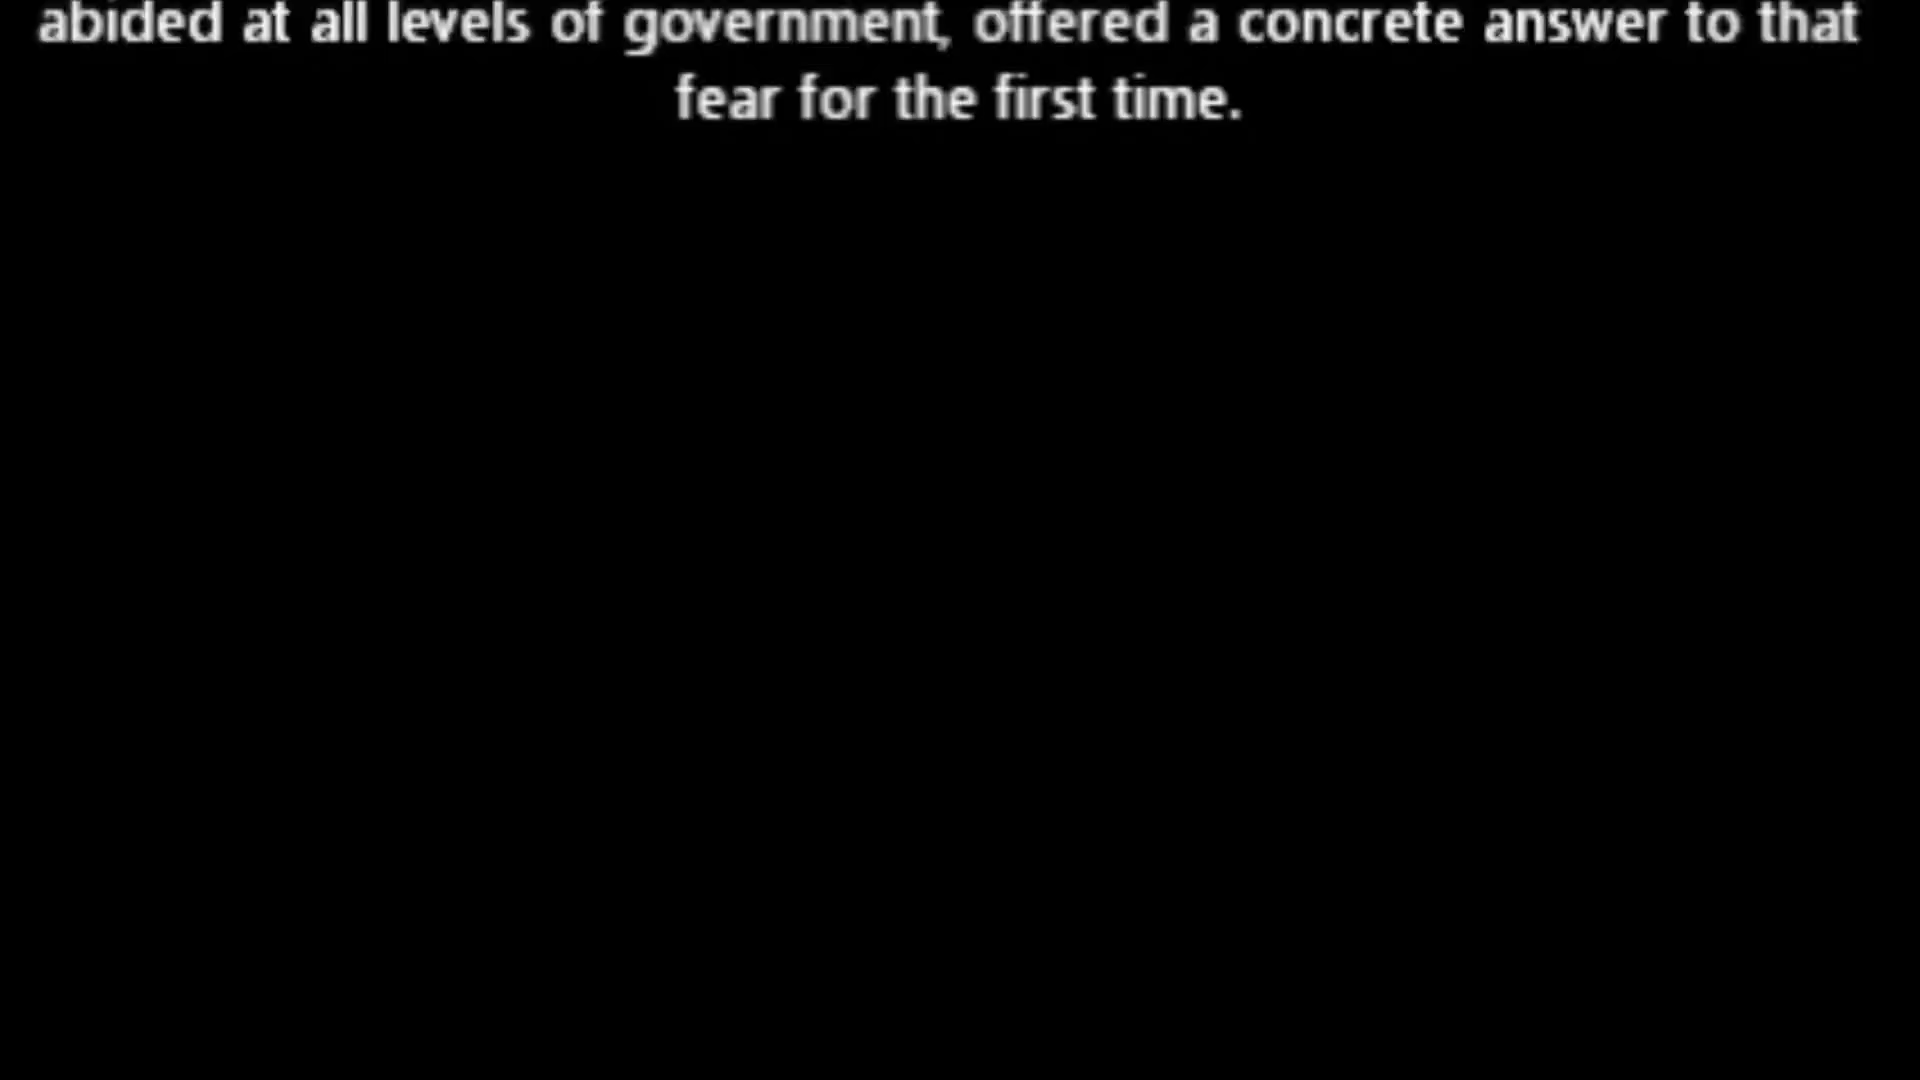 abided at all levels of government, offered a concrete answer to that
fear for the first time.